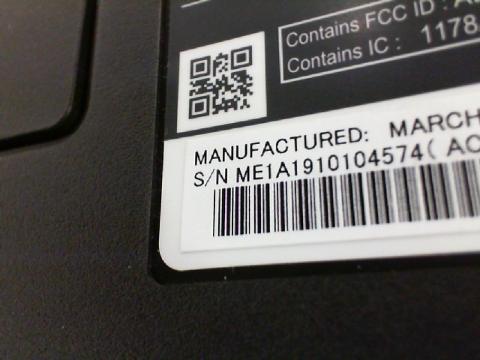 Contains FCC ID :
Contains IC : 1178
MANUFACTURED: MARCH
S/N ME1A1910104574( AC